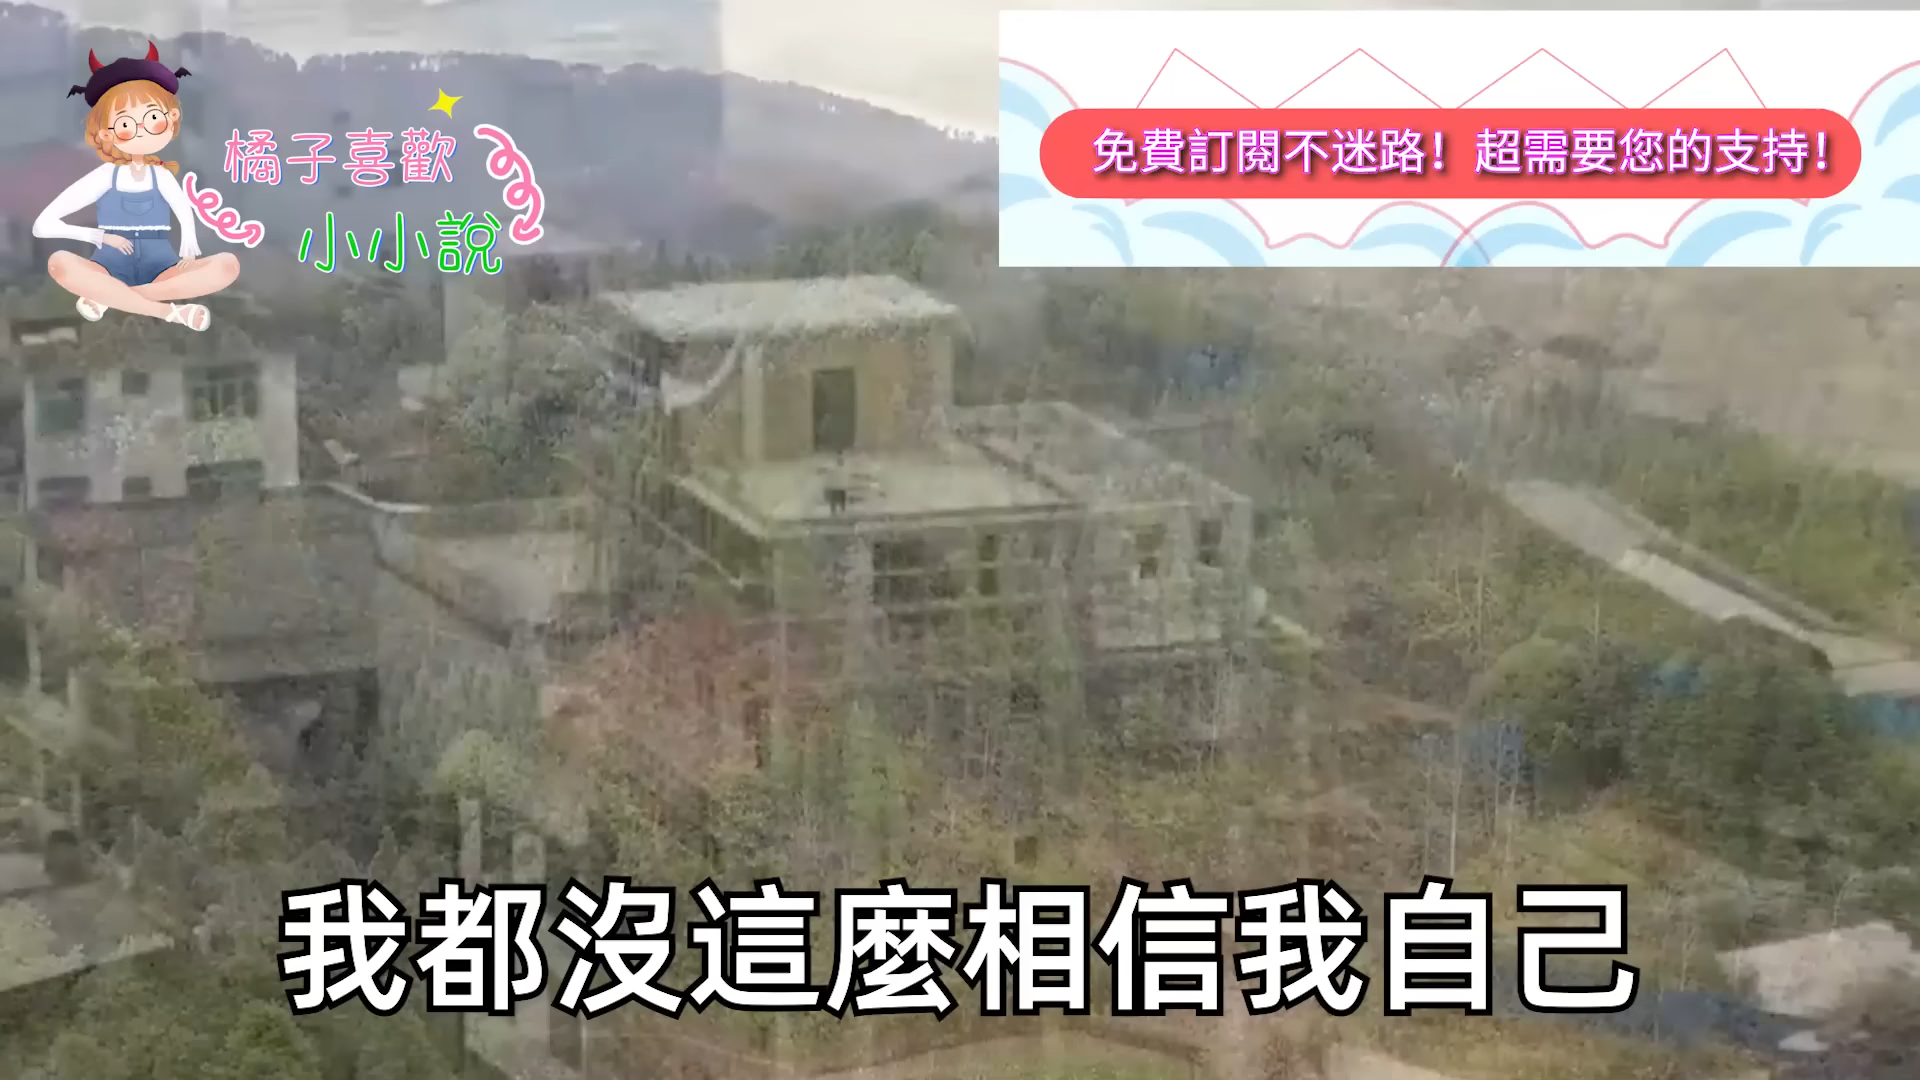 橘子喜歡
小小說
免費訂閱不迷路！超需要您的支持！
我都沒這麼相信我自己